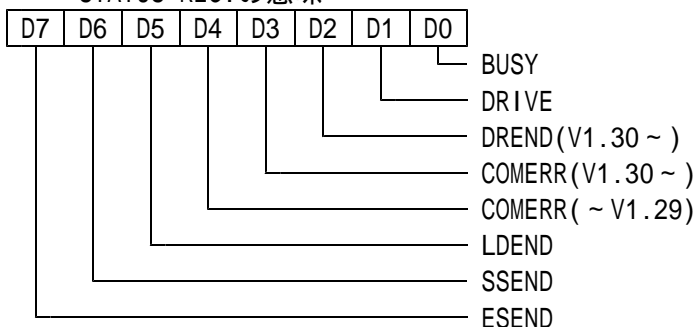 D7 D6 D5 D4 D3 D2 D1 D0
BUSY
DRIVE
DREND(V1.30～)
COMERR(V1.30～)
COMERR(～V1.29)
LDEND
SSEND
ESEND